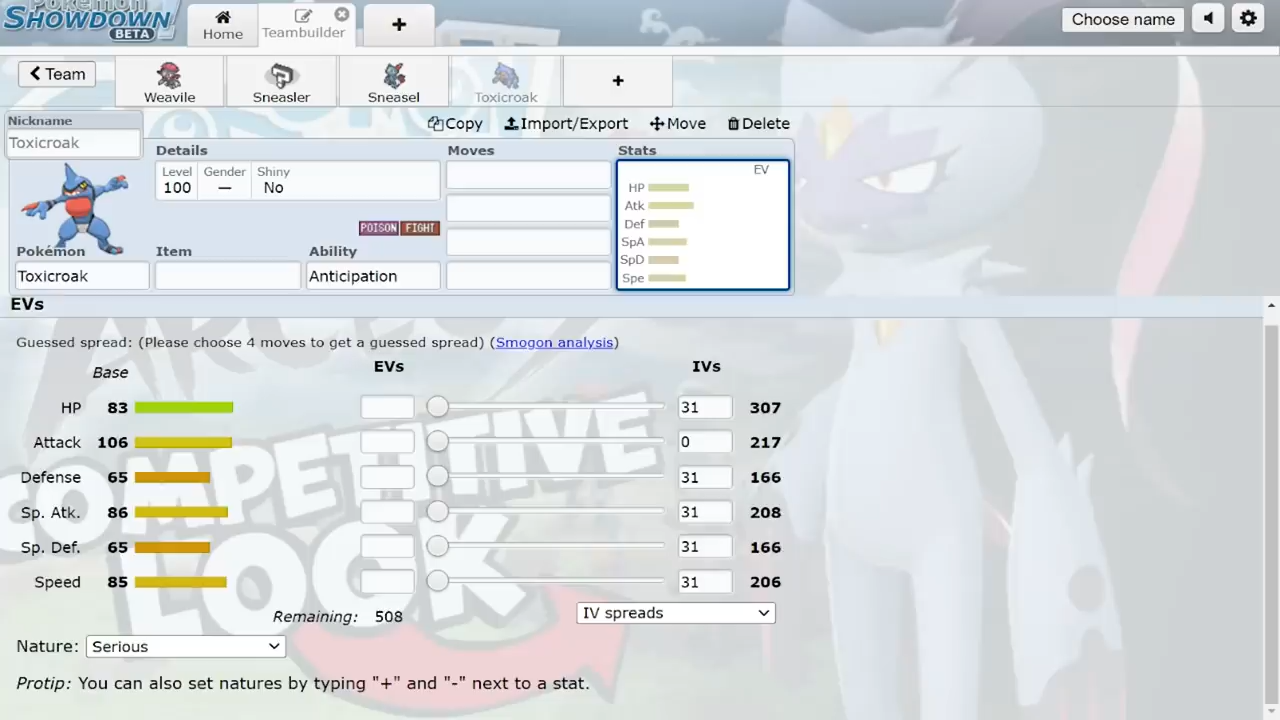 Pokémon
SHOWDOWN
BETA
Home
Teambuilder
+
Choose name
Team
Weavile
Sneasler
Sneasel
Toxicroak
+
Nickname
Toxicroak
Copy
Import/Export
Move
Delete
Details
Level
100
Gender
—
Shiny
No
POISON FIGHT
Pokémon
Toxicroak
Item
Ability
Anticipation
Moves
Stats
EV
HP
Atk
Def
SpA
SpD
Spe
EVs
Guessed spread: (Please choose 4 moves to get a guessed spread) (Smogon analysis)
Base EVs IVs
HP 83 31 307
Attack 106 0 217
Defense 65 31 166
Sp. Atk. 86 31 208
Sp. Def. 65 31 166
Speed 85 31 206
Remaining: 508
IV spreads
Nature: Serious
Protip: You can also set natures by typing "+" and "-" next to a stat.
COMPETITIVE
LOOK